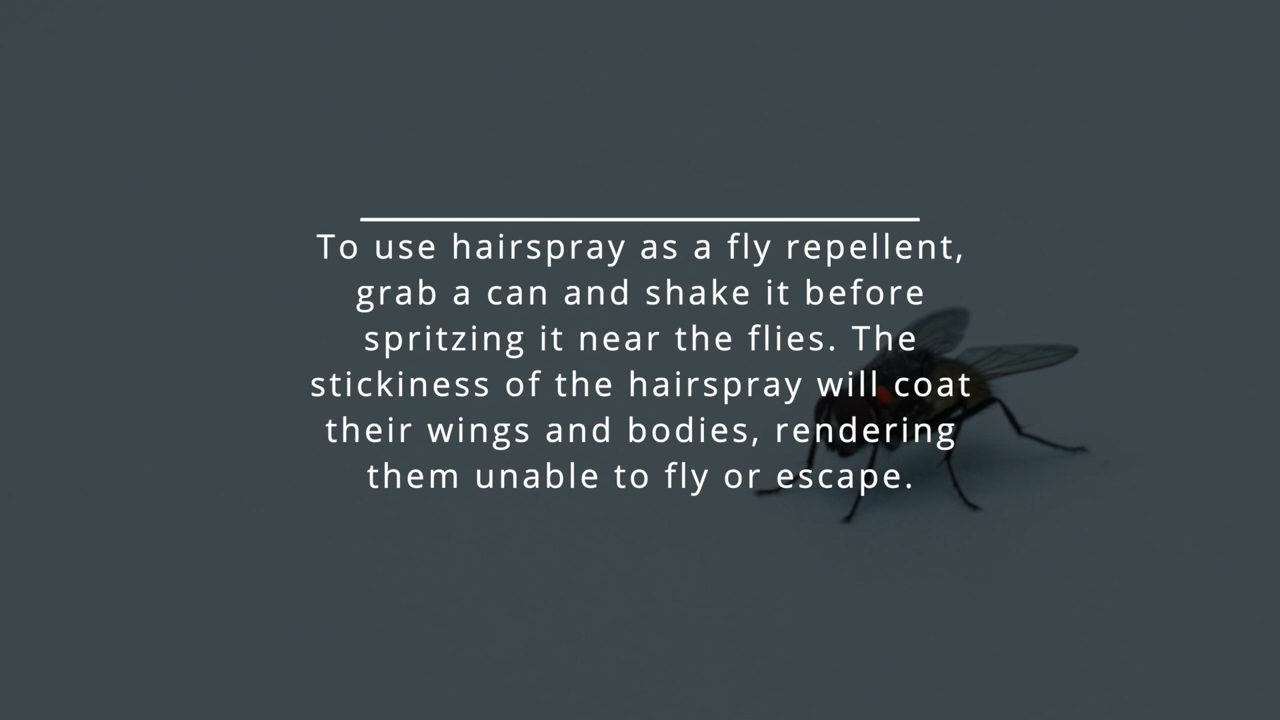 To use hairspray as a fly repellent,
grab a can and shake it before
spritzing it near the flies. The
stickiness of the hairspray will coat
their wings and bodies, rendering
them unable to fly or escape.